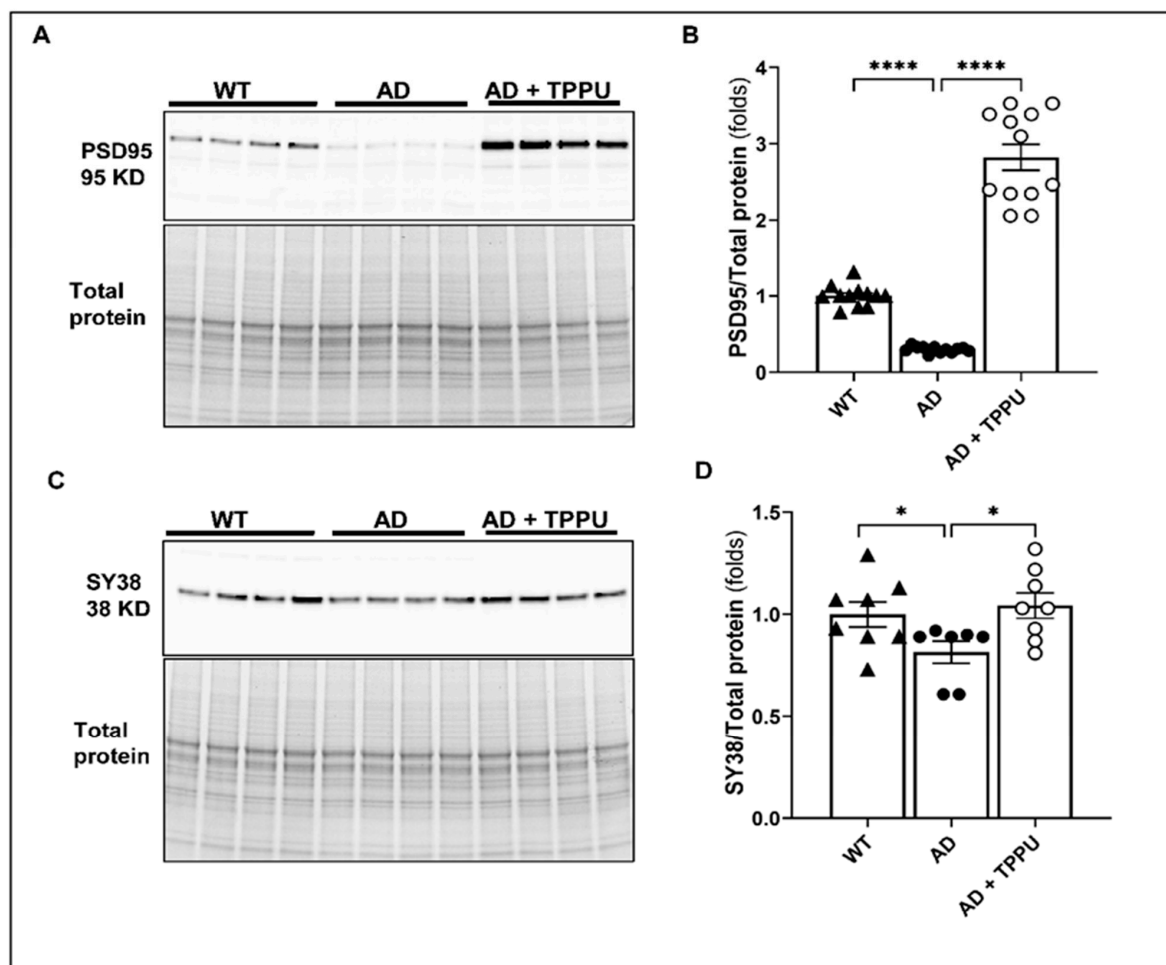 A
WT AD AD + TPPU
PSD95
95 KD
Total
protein
B
**** ****
PSD95/Total protein (folds)
4
3
2
1
0
WT
AD
AD + TPPU
C
WT AD AD + TPPU
SY38
38 KD
Total
protein
D
* *
SY38/Total protein (folds)
1.5
1.0
0.5
0.0
WT
AD
AD + TPPU